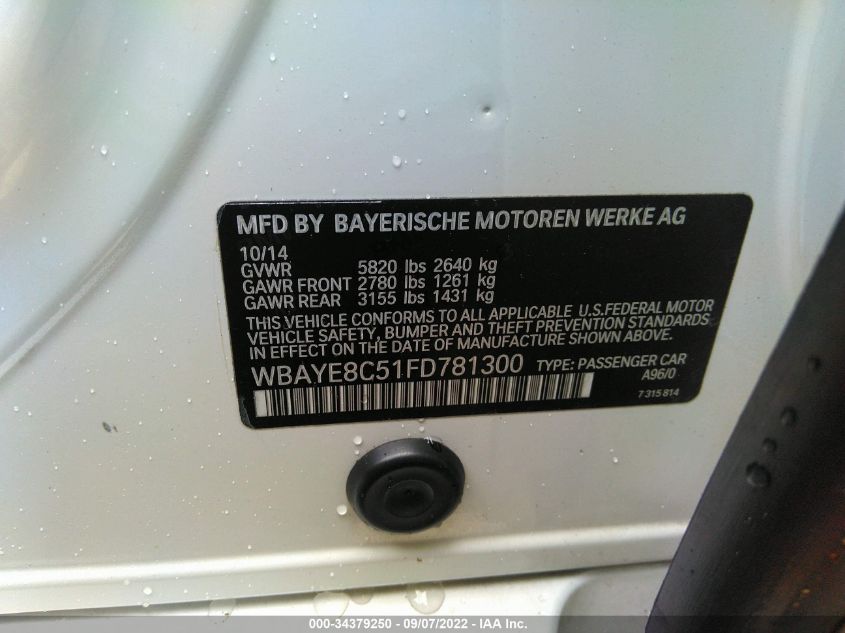 MFD BY BAYERISCHE MOTOREN WERKE AG
10/14
GVWR 5820 lbs 2640 kg
GAWR FRONT 2780 lbs 1261 kg
GAWR REAR 3155 lbs 1431 kg
THIS VEHICLE CONFORMS TO ALL APPLICABLE U.S.FEDERAL MOTOR
VEHICLE SAFETY, BUMPER AND THEFT PREVENTION STANDARDS
IN EFFECT ON THE DATE OF MANUFACTURE SHOWN ABOVE.
WBAYE8C51FD781300 TYPE: PASSENGER CAR
A96/0
7315814
000-34379250 - 09/07/2022 - © IAA Inc.